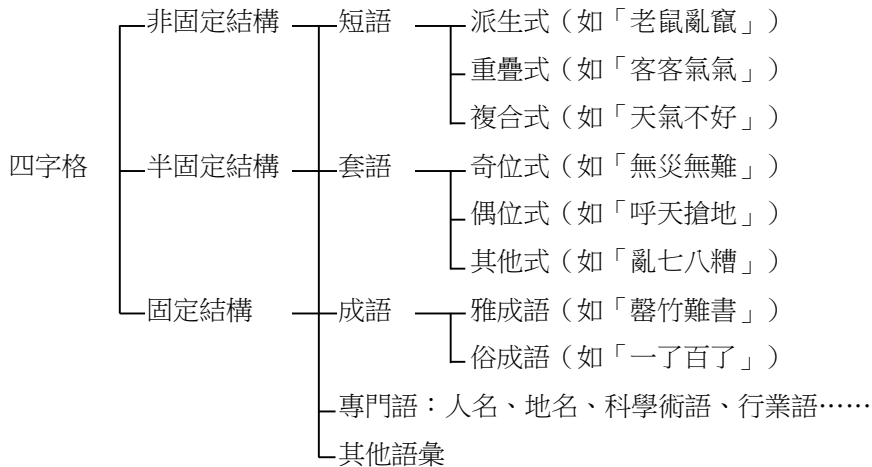 非固定結構 短語 派生式（如「老鼠亂竄」）
重疊式（如「客客氣氣」）
複合式（如「天氣不好」）
四字格 半固定結構 套語 奇位式（如「無災無難」）
偶位式（如「呼天搶地」）
其他式（如「亂七八糟」）
固定結構 成語 雅成語（如「罄竹難書」）
俗成語（如「一了百了」）
專門語：人名、地名、科學術語、行業語……
其他語彙